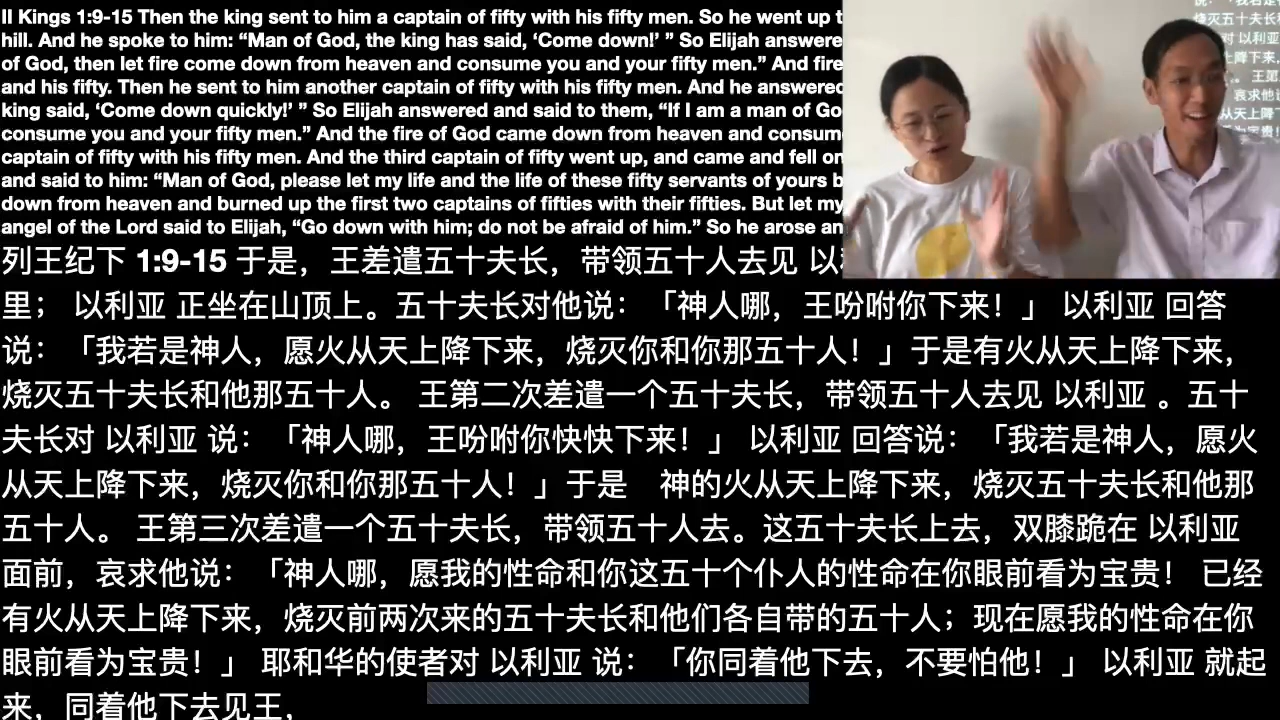 II Kings 1:9-15 Then the king sent to him a captain of fifty with his fifty men. So he went up t
hill. And he spoke to him: “Man of God, the king has said, ‘Come down!’ ” So Elijah answere
of God, then let fire come down from heaven and consume you and your fifty men.” And fire
and his fifty. Then he sent to him another captain of fifty with his fifty men. And he answered
king said, ‘Come down quickly!’ ” So Elijah answered and said to them, “If I am a man of Go
consume you and your fifty men.” And the fire of God came down from heaven and consum
captain of fifty with his fifty men. And the third captain of fifty went up, and came and fell on
and said to him: “Man of God, please let my life and the life of these fifty servants of yours b
down from heaven and burned up the first two captains of fifties with their fifties. But let my
angel of the Lord said to Elijah, “Go down with him; do not be afraid of him.” So he arose an
列王纪下 1:9-15 于是，王差遣五十夫长，带领五十人去见 以
里； 以利亚 正坐在山顶上。五十夫长对他说：「神人哪，王吩咐你下来！」 以利亚 回答
说：「我若是神人，愿火从天上降下来，烧灭你和你那五十人！」于是有火从天上降下来，
烧灭五十夫长和他那五十人。 王第二次差遣一个五十夫长，带领五十人去见 以利亚 。五十
夫长对 以利亚 说：「神人哪，王吩咐你快快下来！」 以利亚 回答说：「我若是神人，愿火
从天上降下来，烧灭你和你那五十人！」于是　神的火从天上降下来，烧灭五十夫长和他那
五十人。 王第三次差遣一个五十夫长，带领五十人去。这五十夫长上去，双膝跪在 以利亚
面前，哀求他说：「神人哪，愿我的性命和你这五十个仆人的性命在你眼前看为宝贵！ 已经
有火从天上降下来，烧灭前两次来的五十夫长和他们各自带的五十人；现在愿我的性命在你
眼前看为宝贵！」 耶和华的使者对 以利亚 说：「你同着他下去，不要怕他！」 以利亚 就起
来，同着他下去见王，